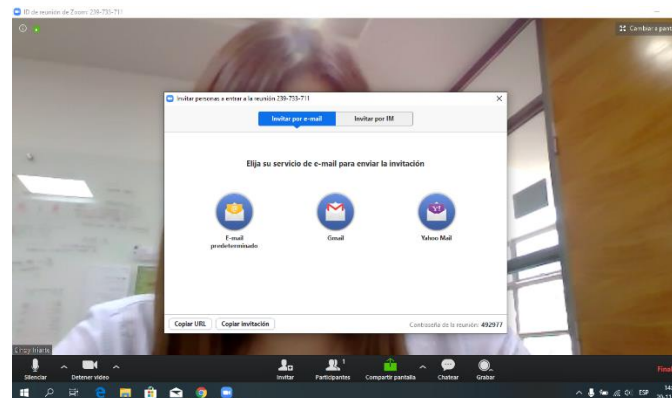 ID de reunión de Zoom: 239-733-711
Cambiar a pant
Invitar personas a entrar a la reunión 239-733-711
Invitar por e-mail
Invitar por IM
Elija su servicio de e-mail para enviar la invitación
E-mail
predeterminado
Gmail
Yahoo Mail
Copiar URL
Copiar invitación
Contraseña de la reunión: 492977
Silenciar
Detener video
Invitar
Participantes
1
Compartir pantalla
Chatear
Grabar
Final
ESP